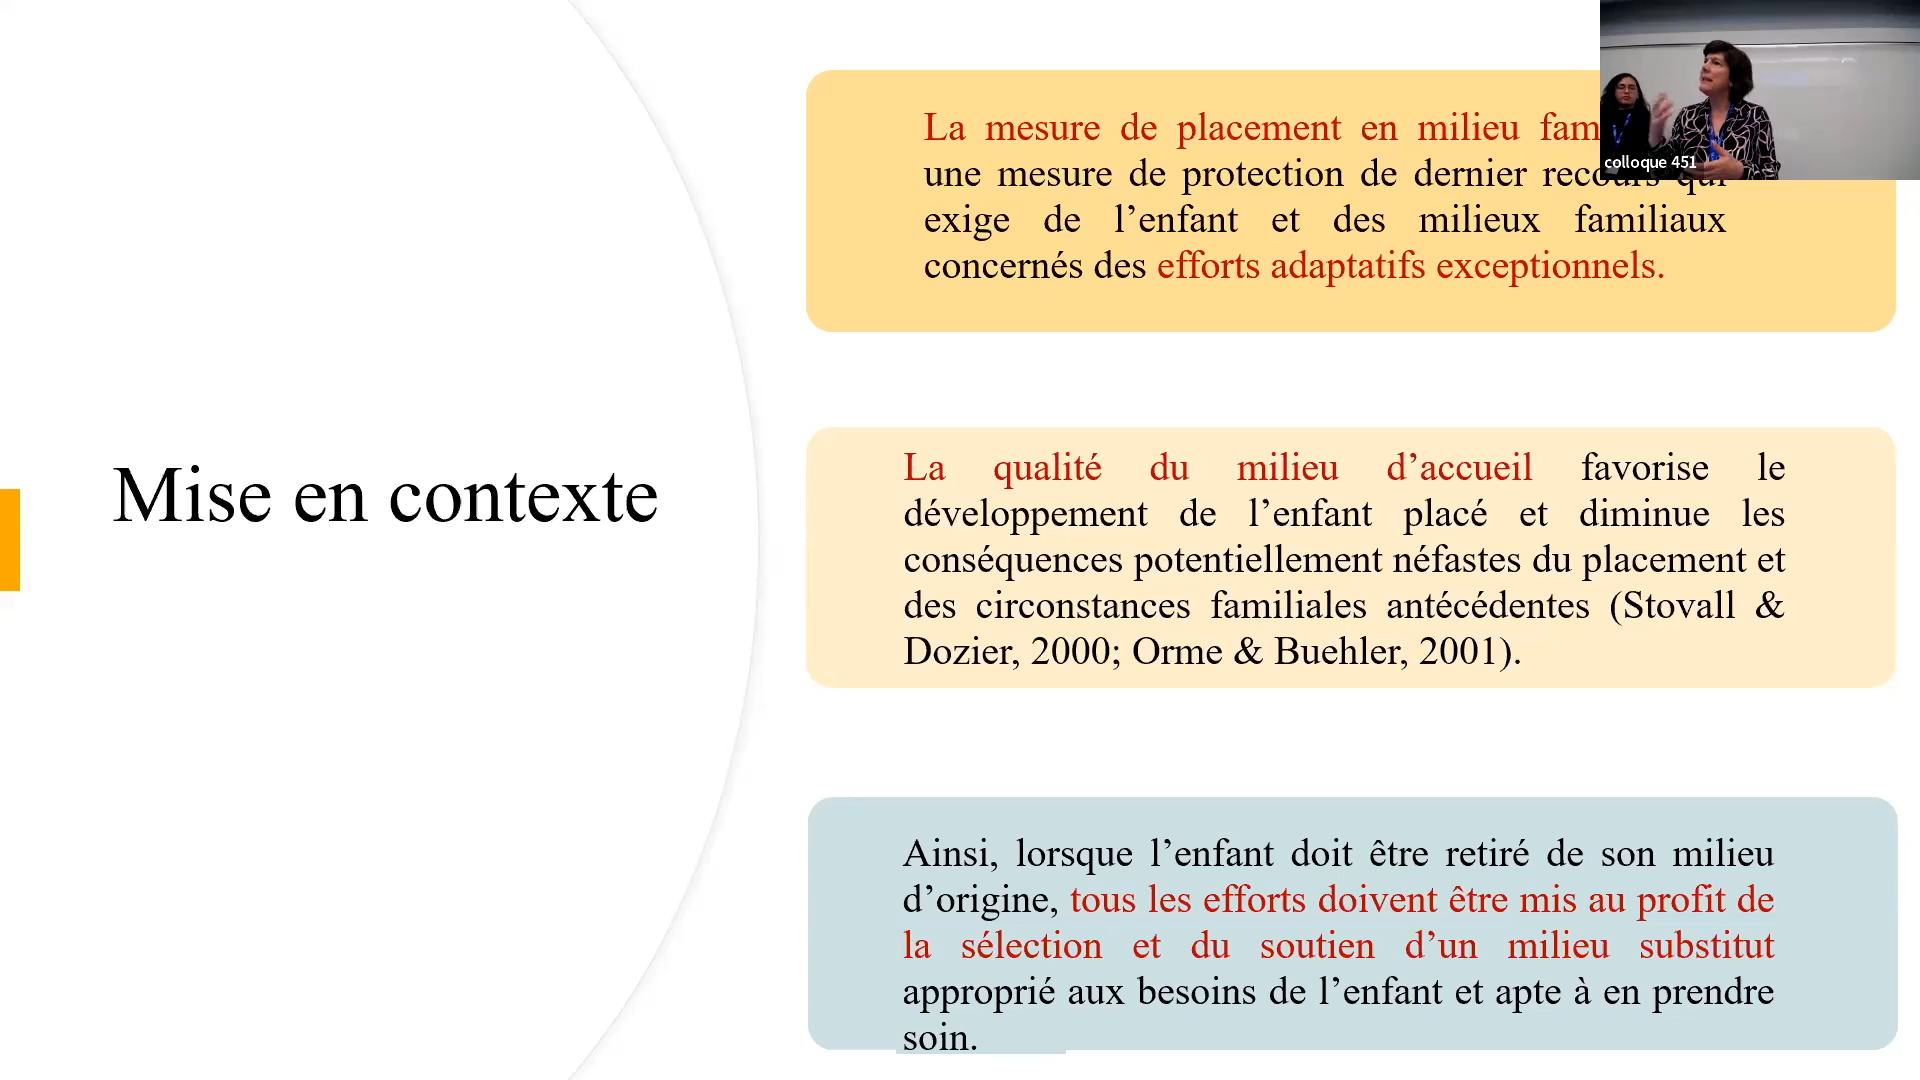 Mise en contexte
La mesure de placement en milieu
une mesure de protection de dernier recours qui
exige de l’enfant et des milieux familiaux
concernés des efforts adaptatifs exceptionnels.
colloque 451
La qualité du milieu d’accueil favorise le
développement de l’enfant placé et diminue les
conséquences potentiellement néfastes du placement et
des circonstances familiales antécédentes (Stovall &
Dozier, 2000; Orme & Buehler, 2001).
Ainsi, lorsque l’enfant doit être retiré de son milieu
d’origine, tous les efforts doivent être mis au profit de
la sélection et du soutien d’un milieu substitut
approprié aux besoins de l’enfant et apte à en prendre
soin.